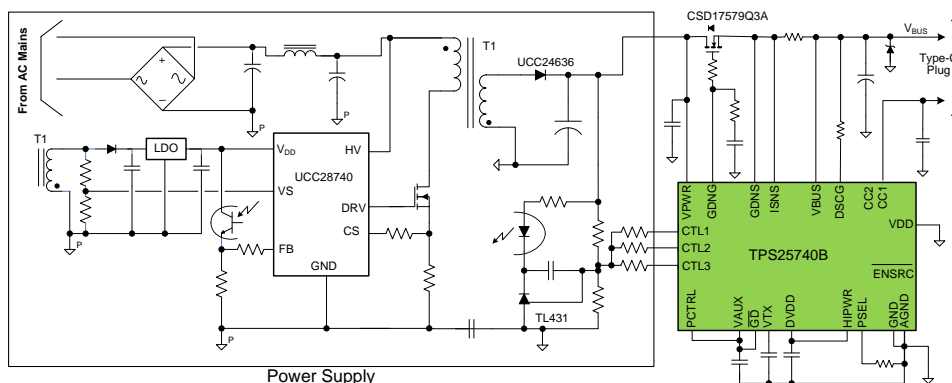 CSD17579Q3A
From AC Mains
+
–
P
P
T1
UCC24636
VBUS
Type-C
Plug
T1
LDO
P
VDD
HV
UCC28740
VS
DRV
CS
FB
GND
P
TL431
VPWR
GDNG
GDNS
ISNS
VBUS
DSCG
CC2
CC1
VDD
CTL1
CTL2
CTL3
TPS25740B
ENSRC
PCTRL
VAUX
GD
VTX
DVDD
HIPWR
PSEL
GND
AGND
Power Supply